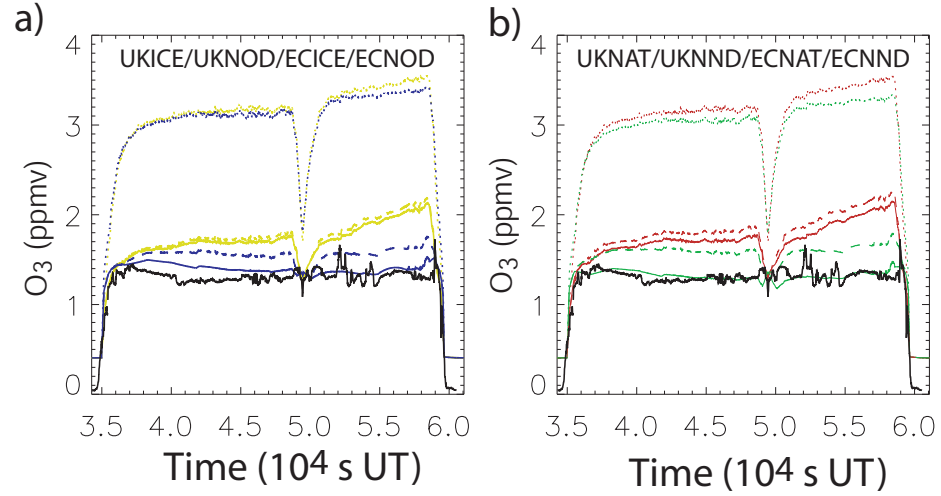 a)
UKICE/UKNOD/ECICE/ECNOD
O3 (ppmv)
4
3
2
1
0
3.5 4.0 4.5 5.0 5.5 6.0
Time (10⁴ s UT)
b)
UKNAT/UKNND/ECNAT/ECNND
O3 (ppmv)
4
3
2
1
0
3.5 4.0 4.5 5.0 5.5 6.0
Time (10⁴ s UT)